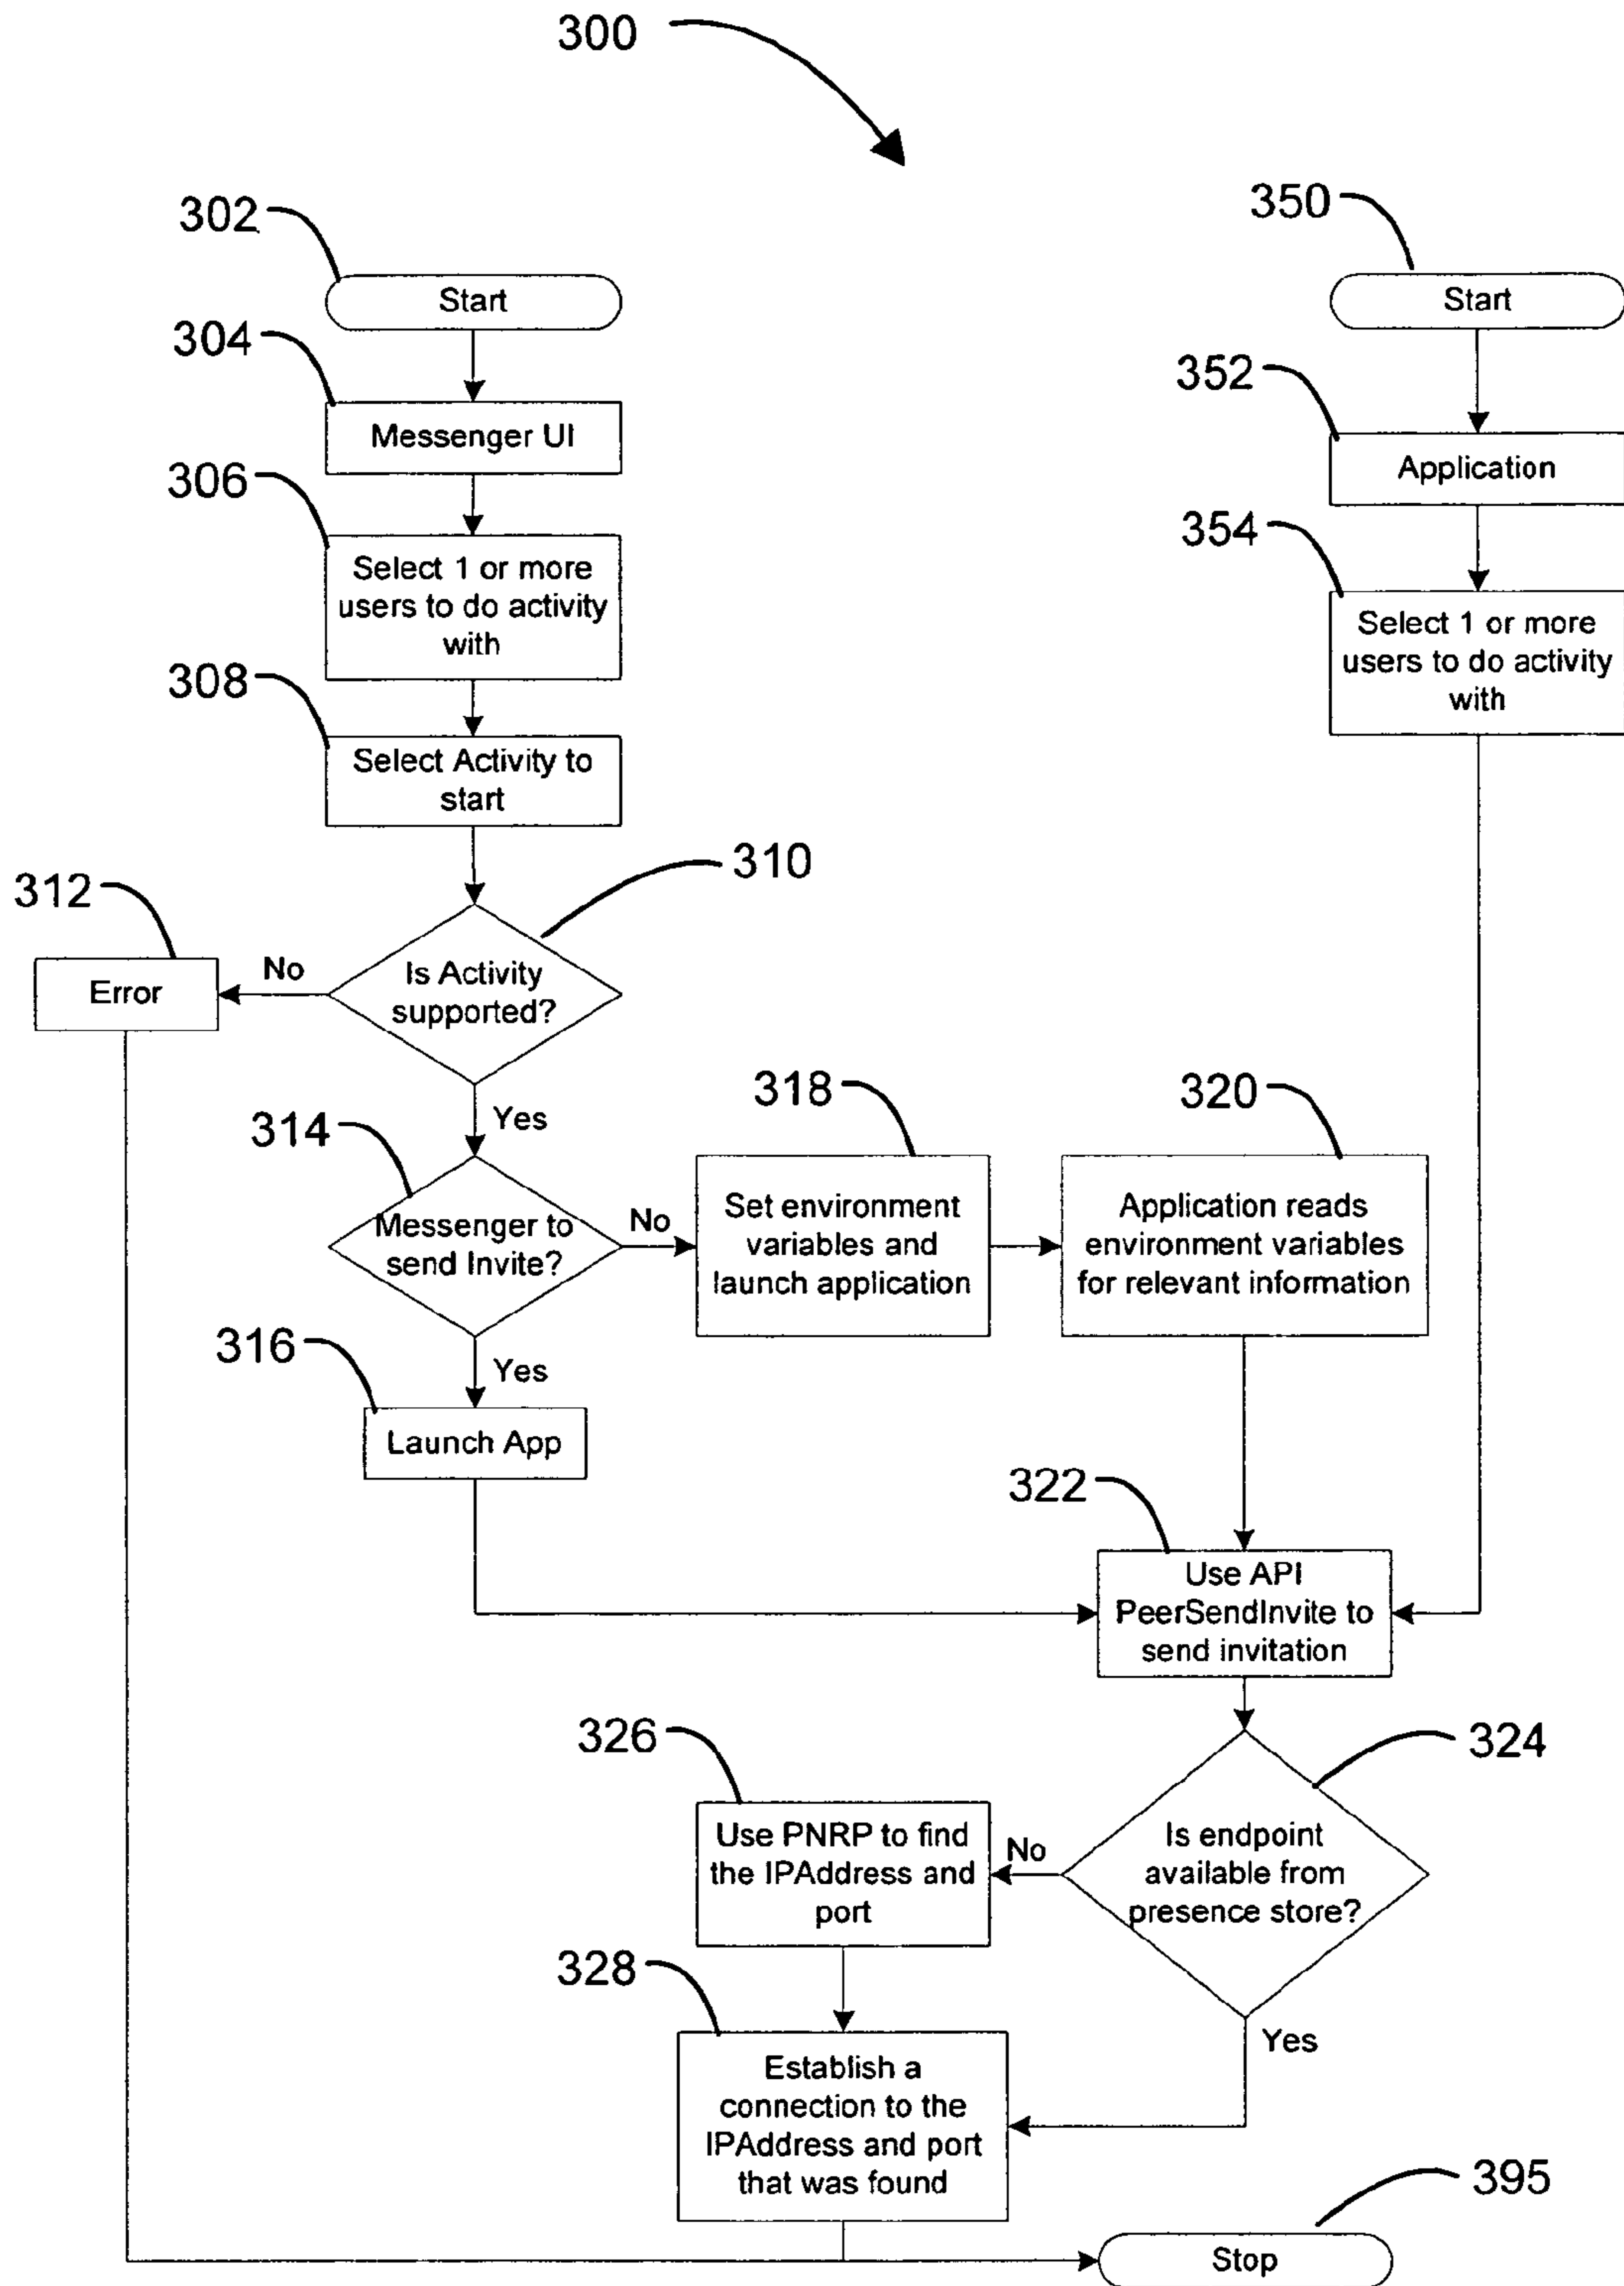 300
302
Start
350
Start
304
Messenger UI
352
Application
306
Select 1 or more
users to do activity
with
354
Select 1 or more
users to do activity
with
308
Select Activity to
start
310
Is Activity
supported?
312
No
Error
Yes
314
Messenger to
send Invite?
No
318
Set environment
variables and
launch application
320
Application reads
environment variables
for relevant information
Yes
316
Launch App
322
Use API
PeerSendInvite to
send invitation
324
Is endpoint
available from
presence store?
No
326
Use PNRP to find
the IPAddress and
port
Yes
328
Establish a
connection to the
IPAddress and port
that was found
395
Stop